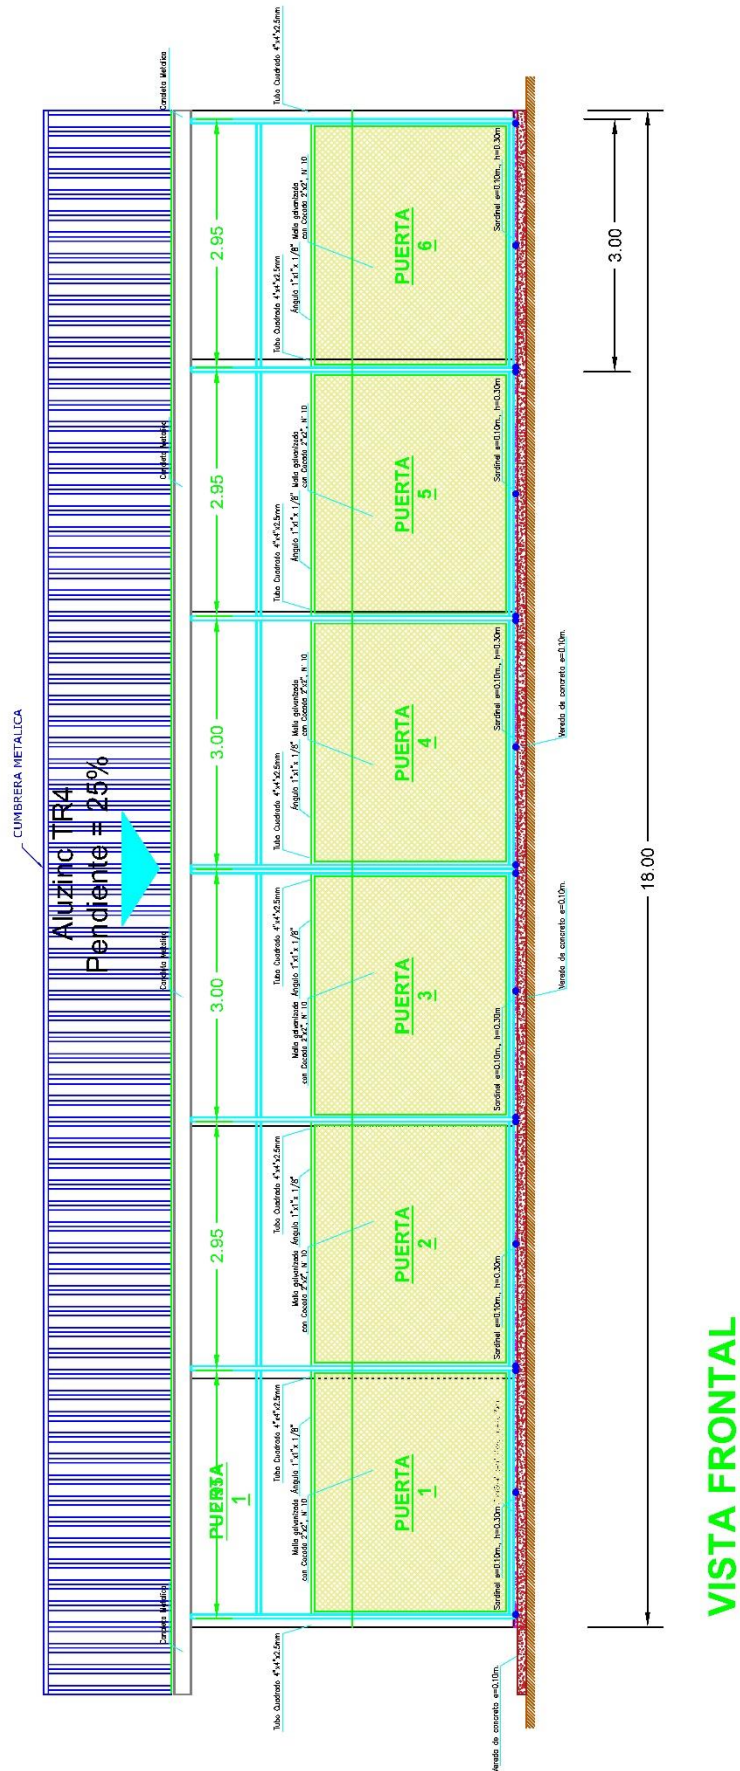 CUMBRERA METALICA
Aluzinc TR4
Pendiente = 25%
Canaleta Metalica
Canaleta Metalica
Canaleta Metalica
Canaleta Metalica
PUERTA
1
2.95
3.00
3.00
2.95
2.95
Tubo Cuadrado 4"x4"x2.5mm
Tubo Cuadrado 4"x4"x2.5mm
Tubo Cuadrado 4"x4"x2.5mm
Tubo Cuadrado 4"x4"x2.5mm
Tubo Cuadrado 4"x4"x2.5mm
Tubo Cuadrado 4"x4"x2.5mm
Tubo Cuadrado 4"x4"x2.5mm
Tubo Cuadrado 4"x4"x2.5mm
Malla galvanizada
con Cocada 2"x2", N° 10
Angulo 1"x1"x 1/8"
Malla galvanizada
con Cocada 2"x2", N° 10
Angulo 1"x1"x 1/8"
Malla galvanizada
con Cocada 2"x2", N° 10
Angulo 1"x1"x 1/8"
Angulo 1"x1"x 1/8"
Malla galvanizada
con Cocada 2"x2", N° 10
Angulo 1"x1"x 1/8"
Malla galvanizada
con Cocada 2"x2", N° 10
Angulo 1"x1"x 1/8"
Malla galvanizada
con Cocada 2"x2", N° 10
PUERTA
1
PUERTA
2
PUERTA
3
PUERTA
4
PUERTA
5
PUERTA
6
Sardinel e=0.10m., h=0.30m
Sardinel e=0.10m., h=0.30m
Sardinel e=0.10m., h=0.30m
Sardinel e=0.10m., h=0.30m
Sardinel e=0.10m., h=0.30m
Sardinel e=0.10m., h=0.30m
Vereda de concreto e=0.10m.
Vereda de concreto e=0.10m.
Vereda de concreto e=0.10m.
3.00
18.00
VISTA FRONTAL